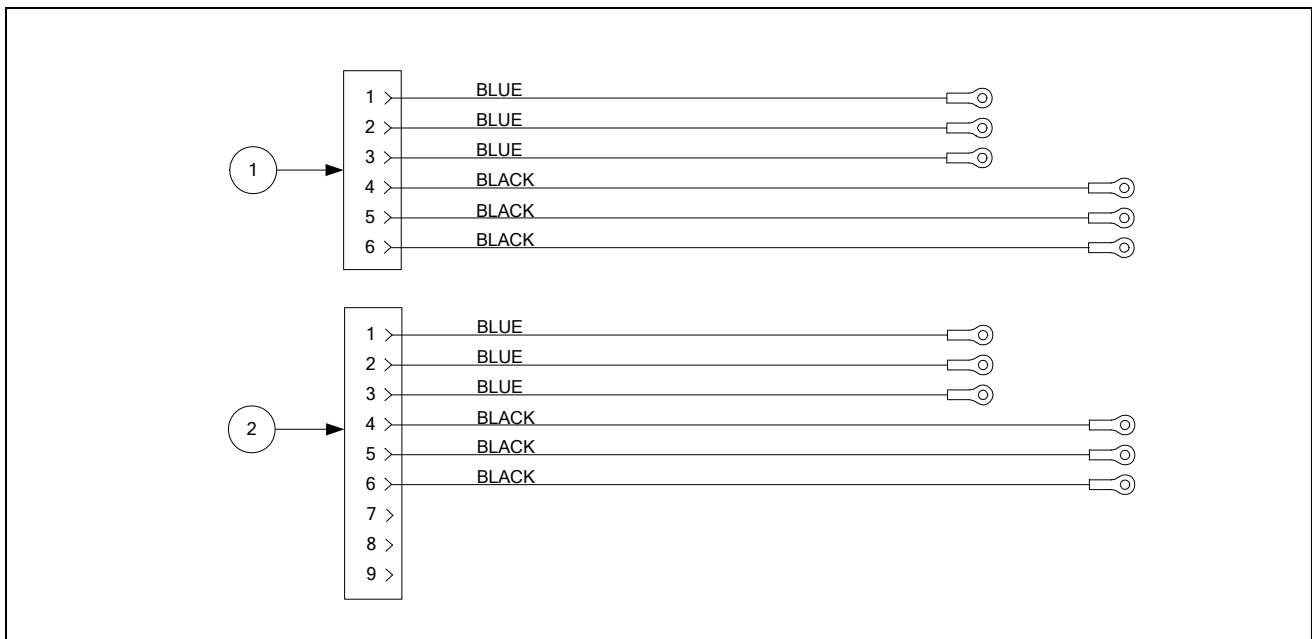 1 BLUE
2 BLUE
3 BLUE
1
4 BLACK
5 BLACK
6 BLACK
1 BLUE
2 BLUE
3 BLUE
2
4 BLACK
5 BLACK
6 BLACK
7
8
9